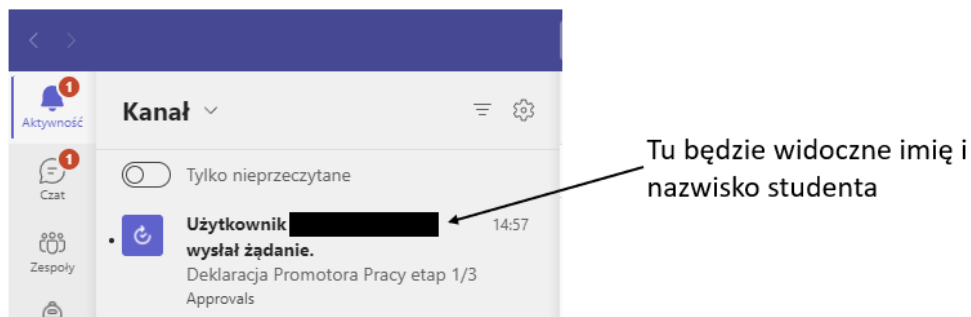 1
Aktywność
Kanał
1
Czat
Tylko nieprzeczytane
Zespoły
Użytkownik
14:57
wysłał żądanie.
Deklaracja Promotora Pracy etap 1/3
Approvals
Tu będzie widoczne imię i
nazwisko studenta